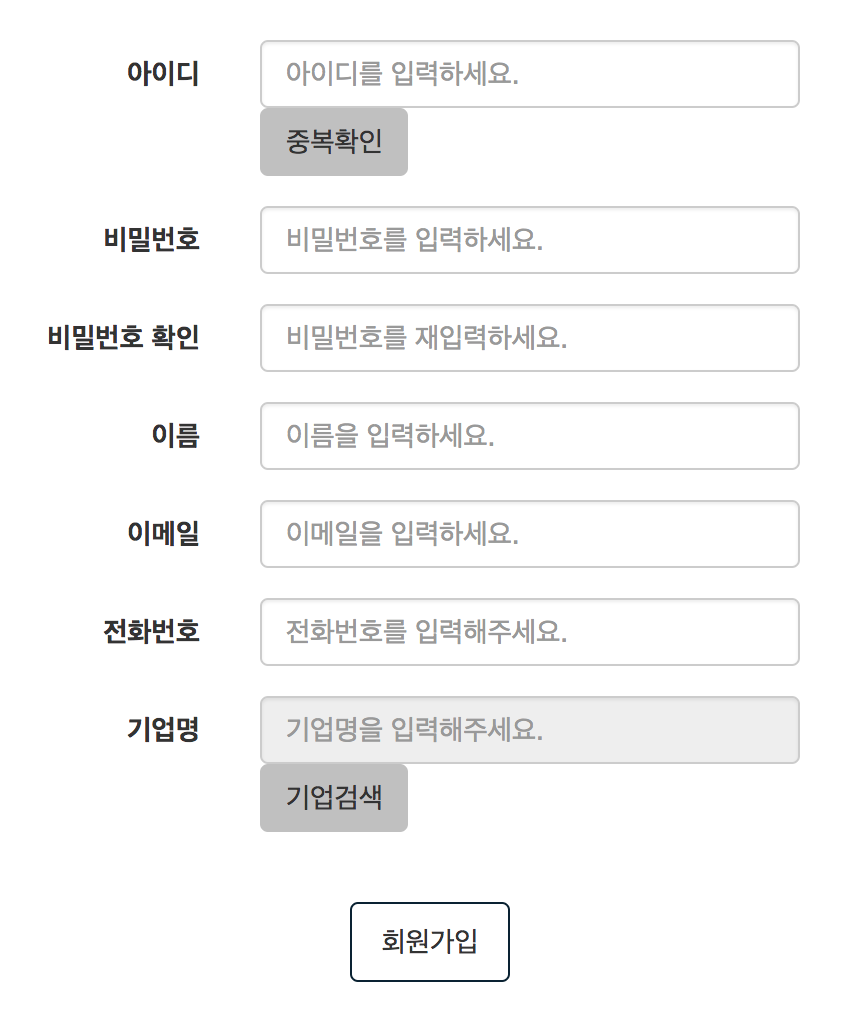 아이디 아이디를 입력하세요.
중복확인
비밀번호 비밀번호를 입력하세요.
비밀번호 확인 비밀번호를 재입력하세요.
이름 이름을 입력하세요.
이메일 이메일을 입력하세요.
전화번호 전화번호를 입력해주세요.
기업명 기업명을 입력해주세요.
기업검색
회원가입